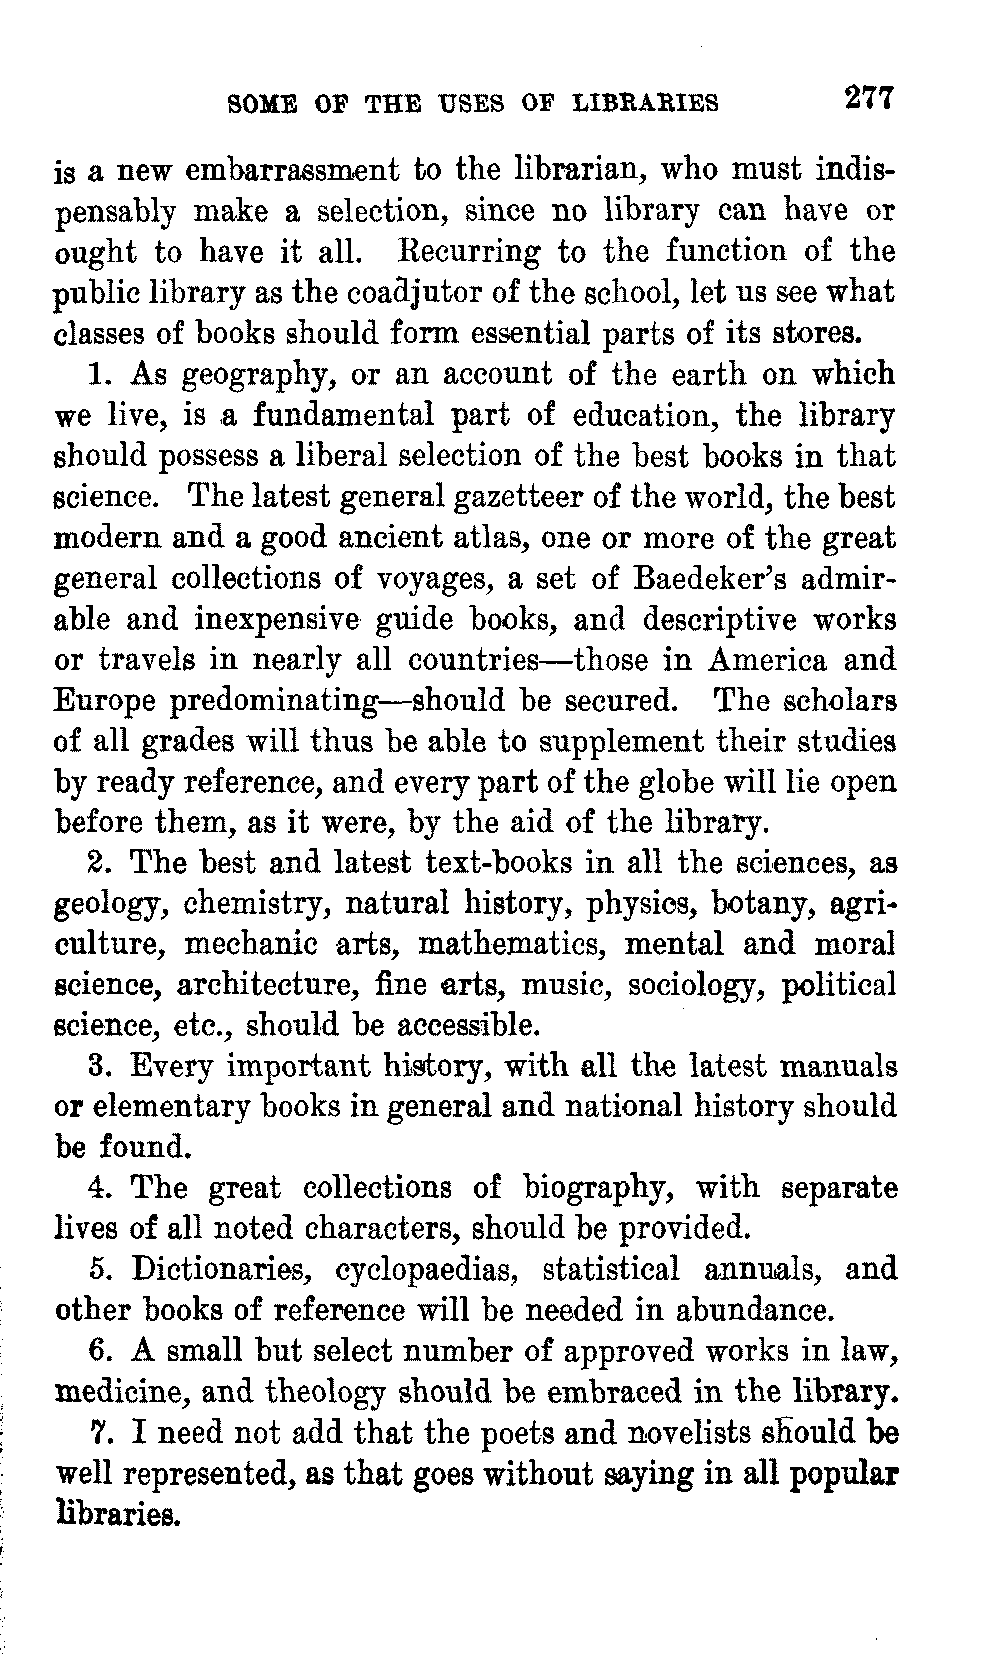 SOME OF THE USES OF LIBRARIES 277
is a new embarrassment to the librarian, who must indis-
pensably make a selection, since no library can have or
ought to have it all. Recurring to the function of the
public library as the coadjutor of the school, let us see what
classes of books should form essential parts of its stores.
1. As geography, or an account of the earth on which
we live, is a fundamental part of education, the library
should possess a liberal selection of the best books in that
science. The latest general gazetteer of the world, the best
modern and a good ancient atlas, one or more of the great
general collections of voyages, a set of Baedeker's admir-
able and inexpensive guide books, and descriptive works
or travels in nearly all countries—those in America and
Europe predominating—should be secured. The scholars
of all grades will thus be able to supplement their studies
by ready reference, and every part of the globe will lie open
before them, as it were, by the aid of the library.
2. The best and latest text-books in all the sciences, as
geology, chemistry, natural history, physics, botany, agri-
culture, mechanic arts, mathematics, mental and moral
science, architecture, fine arts, music, sociology, political
science, etc., should be accessible.
3. Every important history, with all the latest manuals
or elementary books in general and national history should
be found.
4. The great collections of biography, with separate
lives of all noted characters, should be provided.
5. Dictionaries, cyclopaedias, statistical annuals, and
other books of reference will be needed in abundance.
6. A small but select number of approved works in law,
medicine, and theology should be embraced in the library.
7. I need not add that the poets and novelists should be
well represented, as that goes without saying in all popular
libraries.